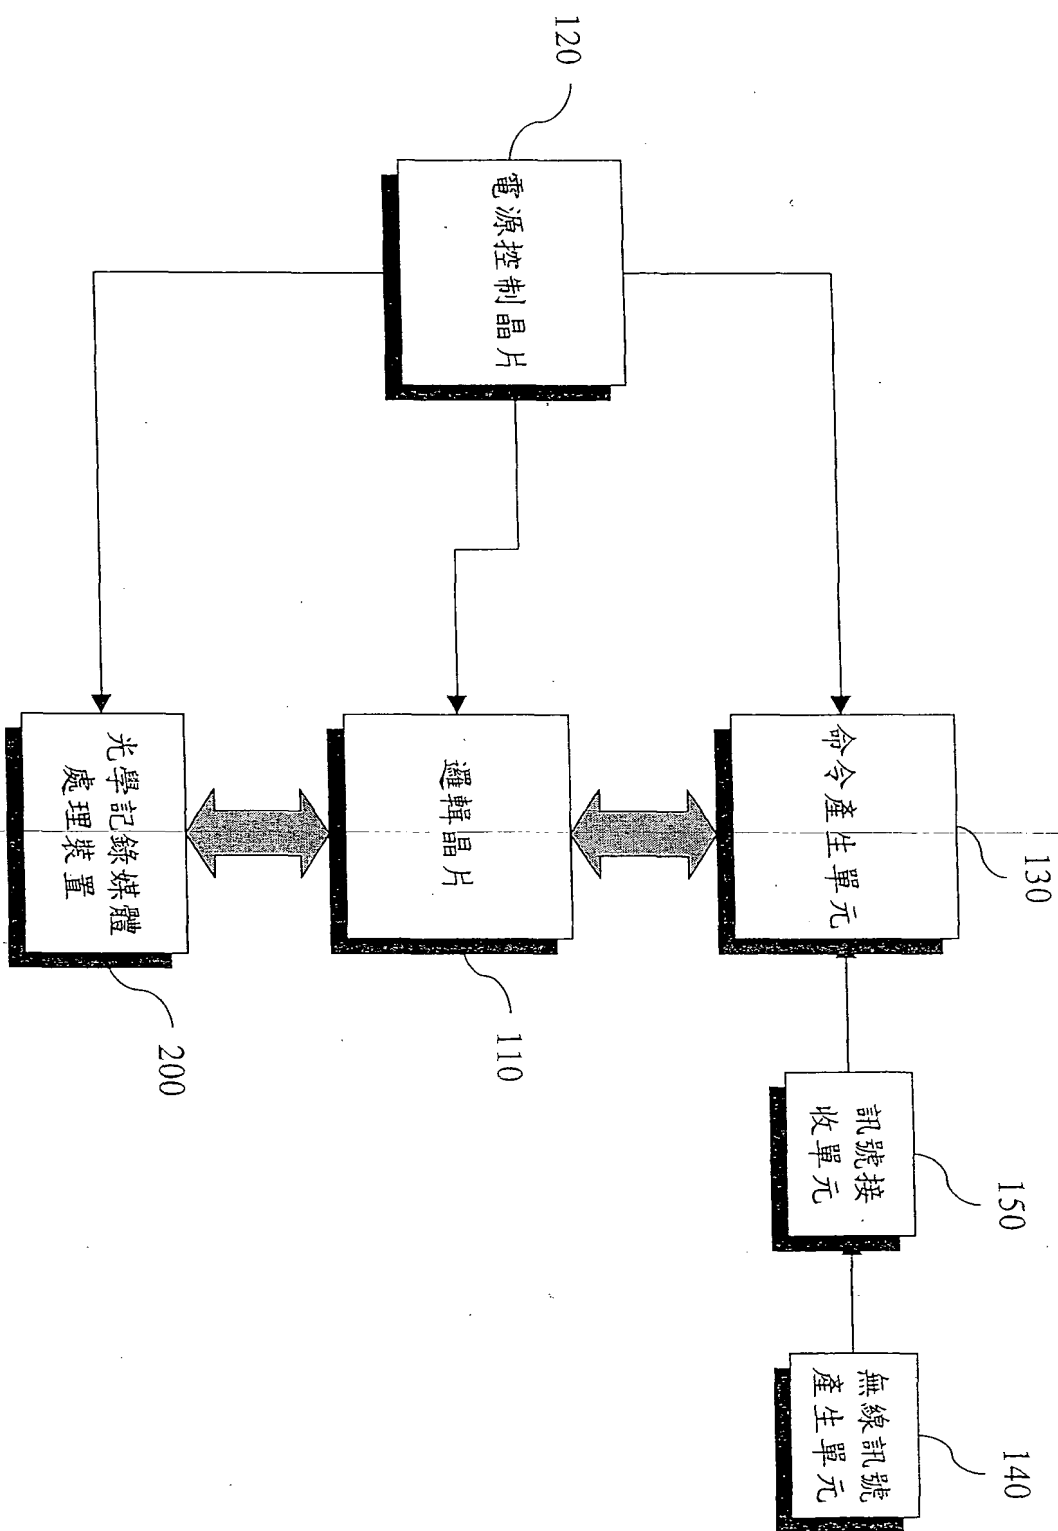 130
命令產生單元
150
訊號接
收單元
140
無線訊號
產生單元
120
電源控制晶片
邏輯晶片
110
光學記錄媒體
處理裝置
200